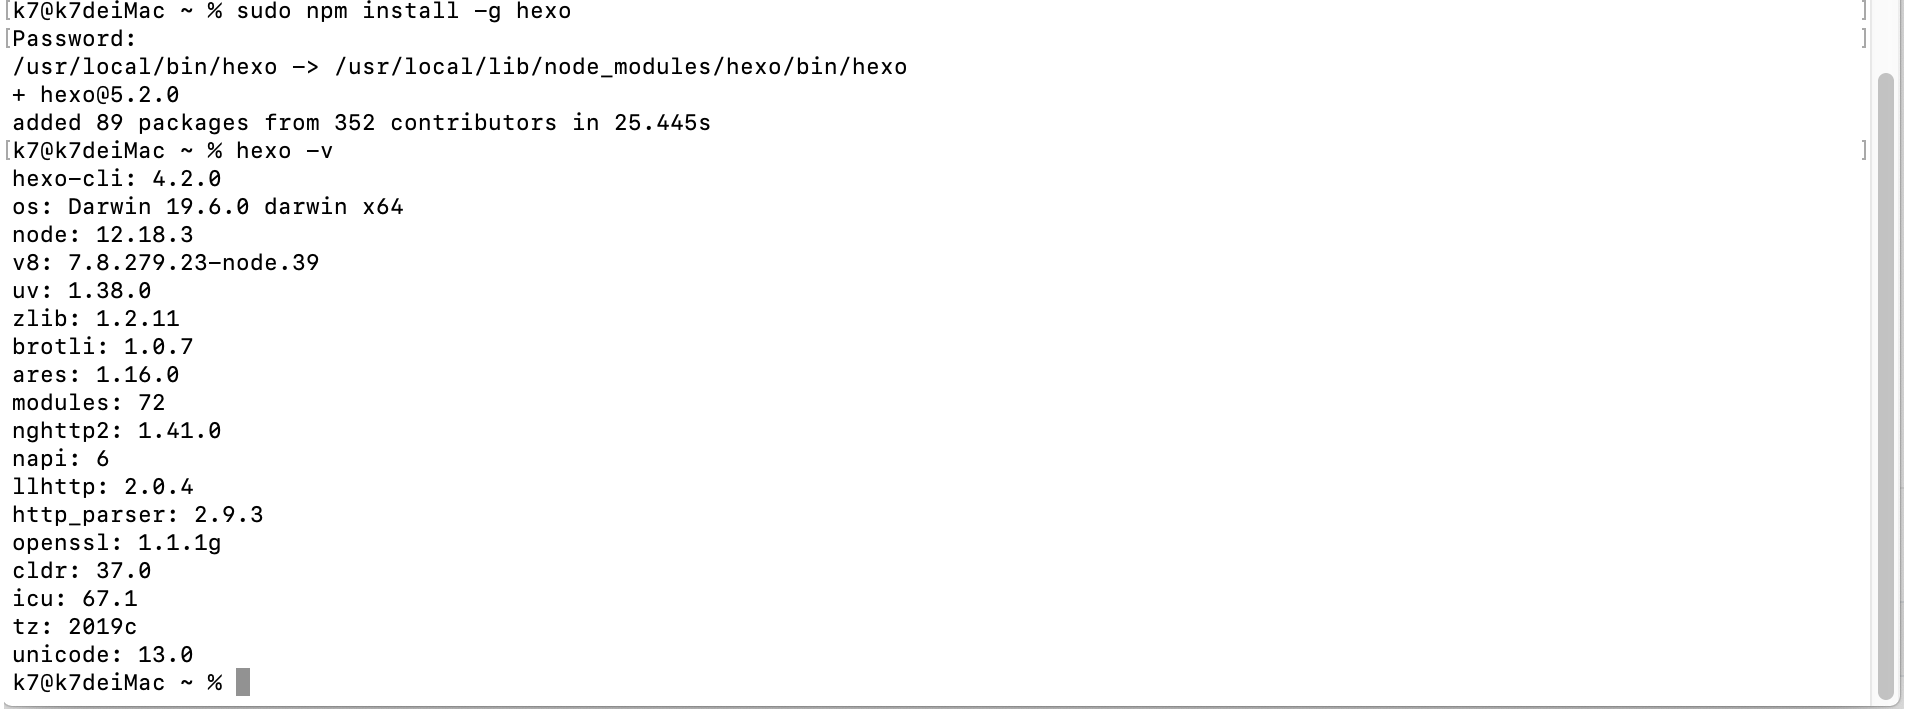 [k7@k7deiMac ~ % sudo npm install -g hexo ]
[Password: ]
/usr/local/bin/hexo -> /usr/local/lib/node_modules/hexo/bin/hexo
+ hexo@5.2.0
added 89 packages from 352 contributors in 25.445s
[k7@k7deiMac ~ % hexo -v ]
hexo-cli: 4.2.0
os: Darwin 19.6.0 darwin x64
node: 12.18.3
v8: 7.8.279.23-node.39
uv: 1.38.0
zlib: 1.2.11
brotli: 1.0.7
ares: 1.16.0
modules: 72
nghttp2: 1.41.0
napi: 6
llhttp: 2.0.4
http_parser: 2.9.3
openssl: 1.1.1g
cldr: 37.0
icu: 67.1
tz: 2019c
unicode: 13.0
k7@k7deiMac ~ %